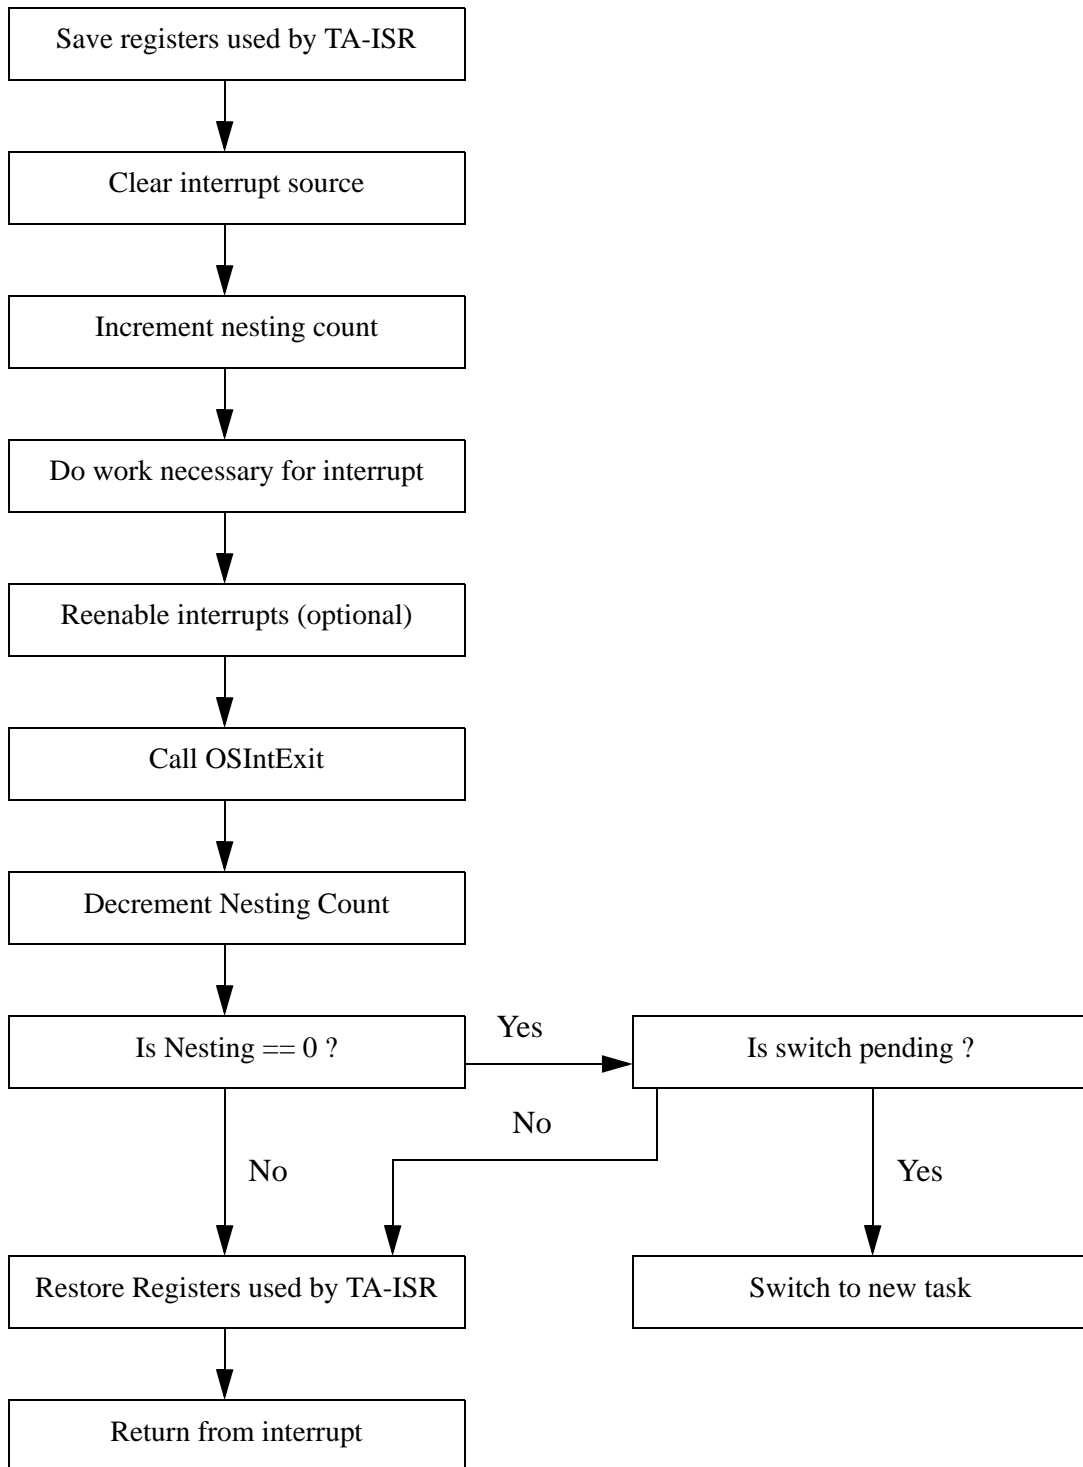 Save registers used by TA-ISR
Clear interrupt source
Increment nesting count
Do work necessary for interrupt
Reenable interrupts (optional)
Call OSIntExit
Decrement Nesting Count
Is Nesting == 0 ?
Yes
Is switch pending ?
No
No
Yes
Restore Registers used by TA-ISR
Switch to new task
Return from interrupt